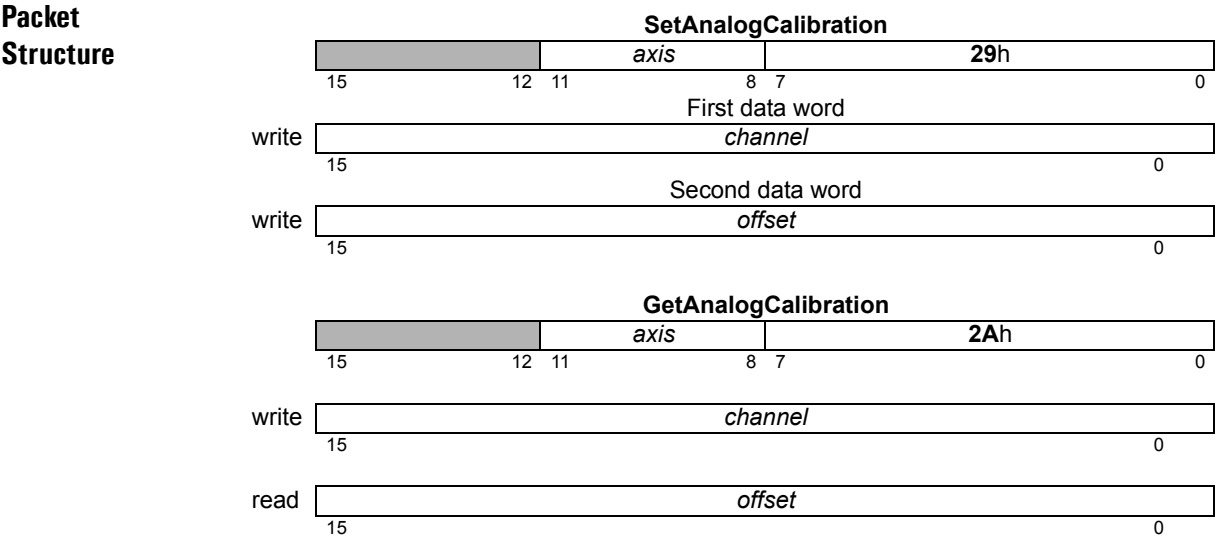 Packet
Structure
SetAnalogCalibration
axis 29h
15 12 11 8 7 0
First data word
write channel
15 0
Second data word
write offset
15 0
GetAnalogCalibration
axis 2Ah
15 12 11 8 7 0
write channel
15 0
read offset
15 0